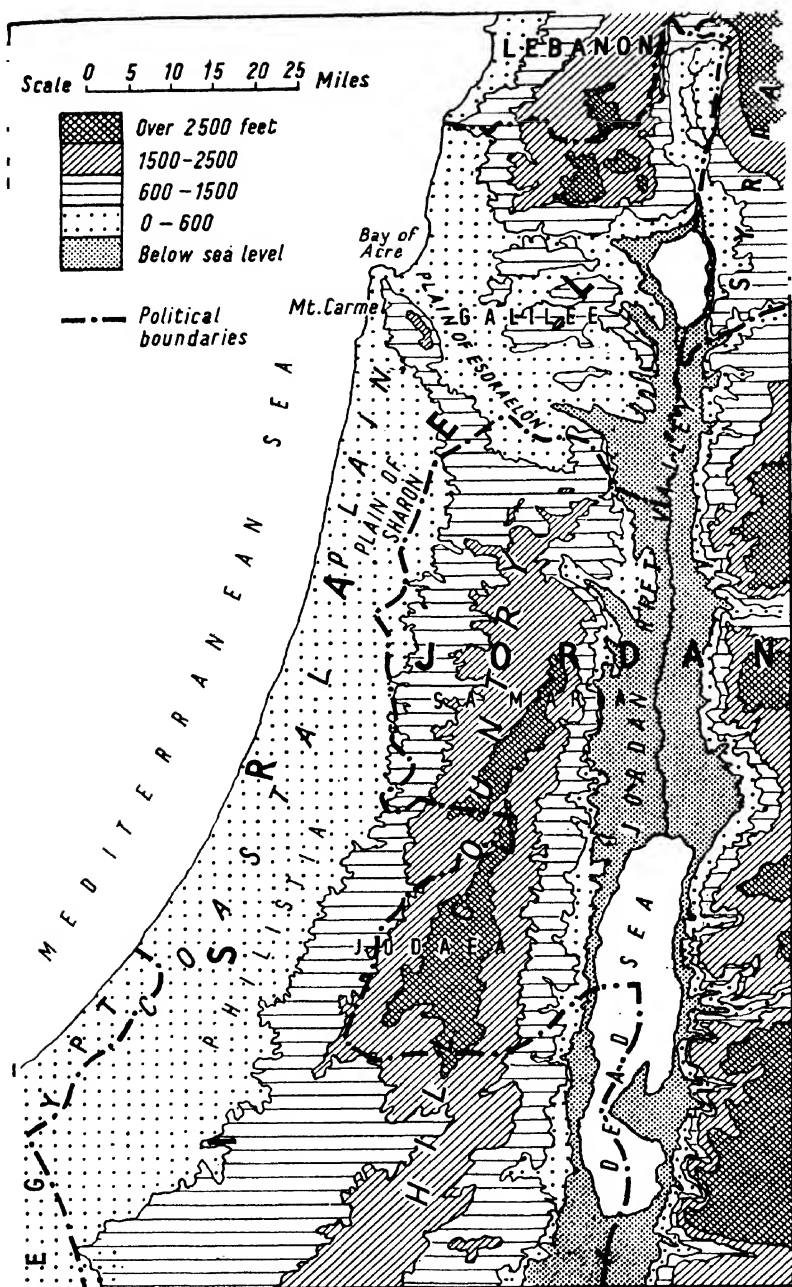 LEBANON
Scale 0 5 10 15 20 25 Miles
Over 2500 feet
1500-2500
600-1500
0-600
Below sea level
Political
boundaries
SYRIA
Bay of
Acre
Mt. Carmel
GALILEE
PLAIN OF ESDRAELON
MEDITERRANEAN SEA
ISRAEL
COASTAL PLAIN
PLAIN OF
SHARON
JORDAN
SAMARIA
JORDAN RIFT VALLEY
HILL COUNTRY
PHILISTIA
JUDAEA
DEAD SEA
EGYPT